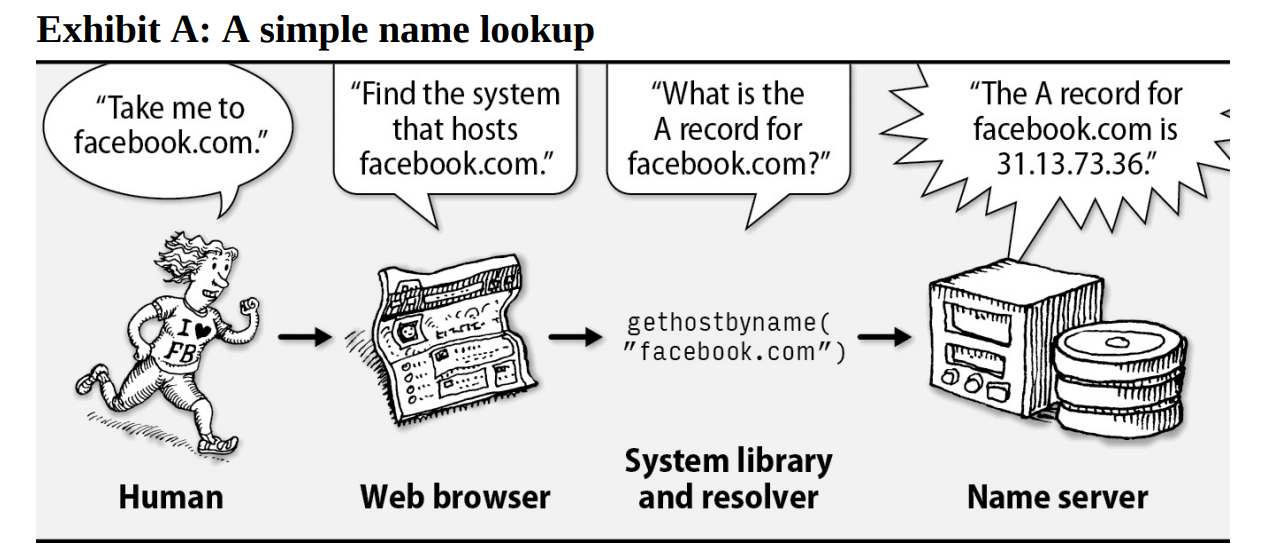 Exhibit A: A simple name lookup
“Take me to
facebook.com.”
“Find the system
that hosts
facebook.com.”
“What is the
A record for
facebook.com?”
“The A record for
facebook.com is
31.13.73.36.”
I ♥
FB
gethostbyname(
"facebook.com")
Human
Web browser
System library
and resolver
Name server